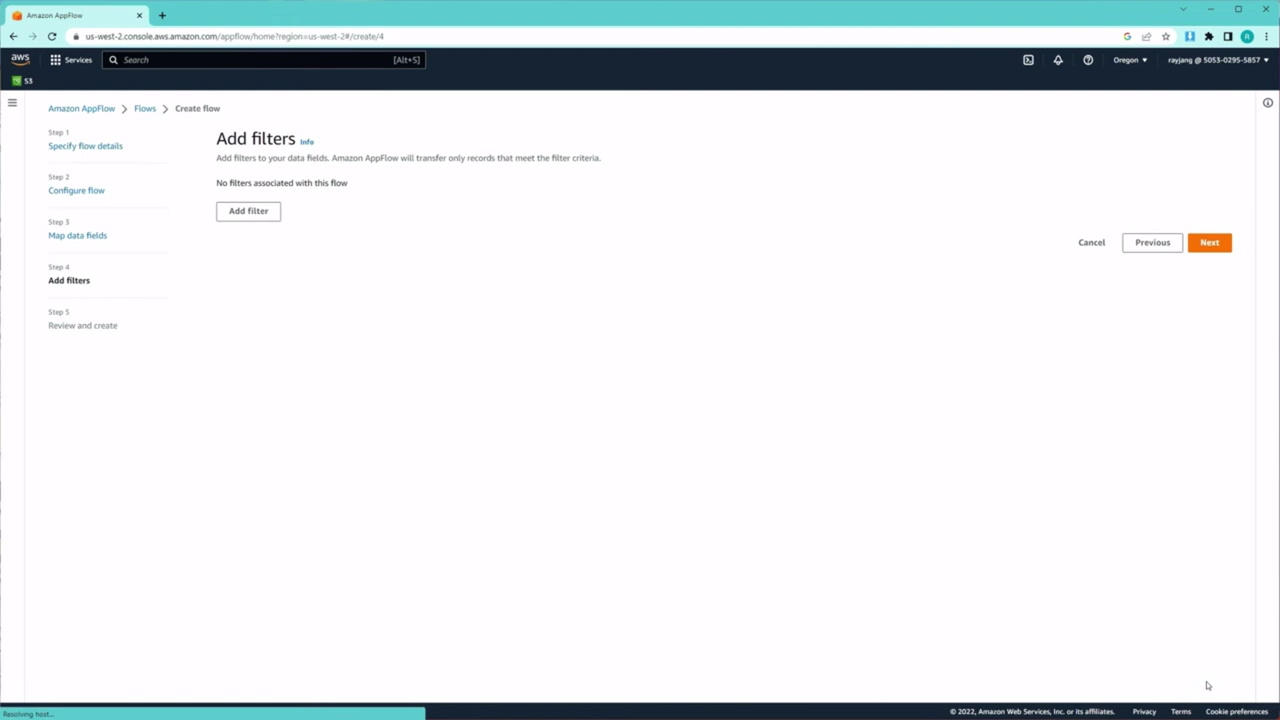 Amazon AppFlow
us-west-2.console.aws.amazon.com/appflow/home?region=us-west-2#/create/4
aws
Services
Search
[Alt+S]
Oregon
rayjang @ 5053-0295-5857
S3
Amazon AppFlow
Flows
Create flow
Step 1
Specify flow details
Step 2
Configure flow
Step 3
Map data fields
Step 4
Add filters
Step 5
Review and create
Add filters Info
Add filters to your data fields. Amazon AppFlow will transfer only records that meet the filter criteria.
No filters associated with this flow
Add filter
Cancel
Previous
Next
Resolving host...
© 2022, Amazon Web Services, Inc. or its affiliates.
Privacy
Terms
Cookie preferences